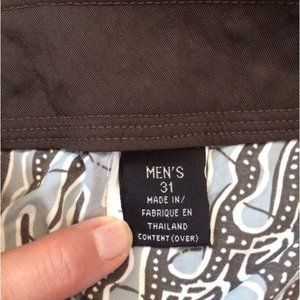 MEN'S
31
MADE IN/
FABRIQUE EN
THAILAND
CONTENT (OVER)